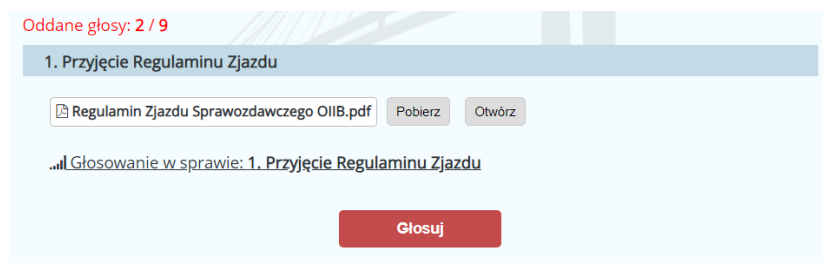 Oddane głosy: 2 / 9
1. Przyjęcie Regulaminu Zjazdu
Regulamin Zjazdu Sprawozdawczego OIIB.pdf Pobierz Otwórz
Głosowanie w sprawie: 1. Przyjęcie Regulaminu Zjazdu
Głosuj